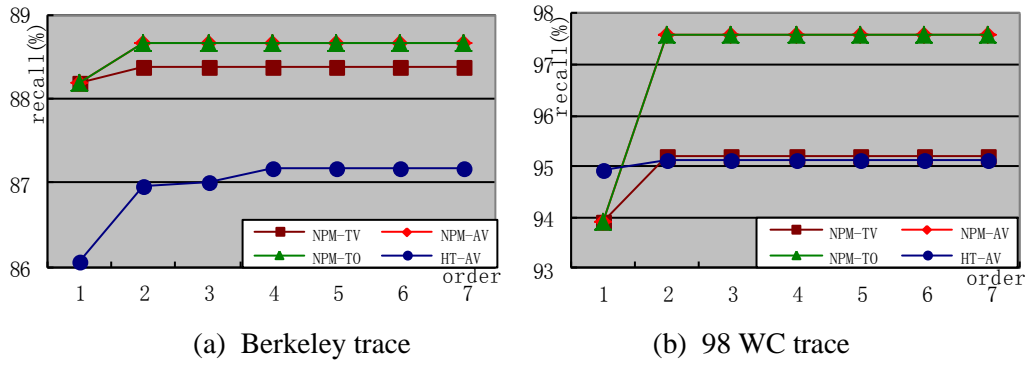 89
88
87
86
recall(%)
NPM-TV NPM-AV
NPM-TO HT-AV
order
1 2 3 4 5 6 7
(a) Berkeley trace
98
97
96
95
94
93
recall(%)
NPM-TV NPM-AV
NPM-TO HT-AV
order
1 2 3 4 5 6 7
(b) 98 WC trace